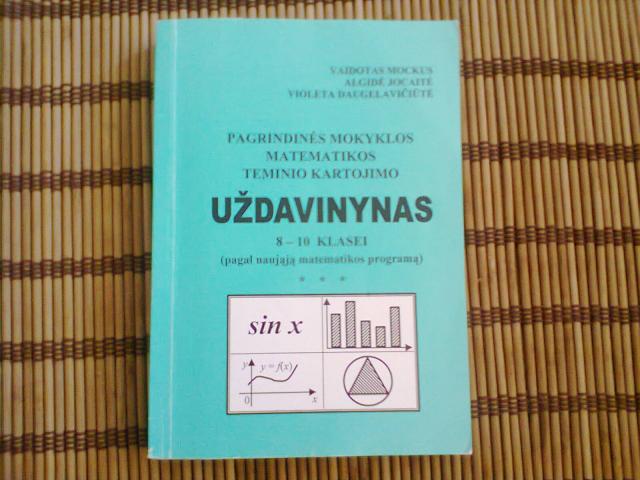 VAIDOTAS MOCKUS
ALGIDĖ JOCAITĖ
VIOLETA DAUGELAVIČIŪTĖ
PAGRINDINĖS MOKYKLOS
MATEMATIKOS
TEMINIO KARTOJIMO
UŽDAVINYNAS
8 – 10 KLASEI
(pagal naująją matematikos programą)
* * *
sin x
y
y = f(x)
0
x